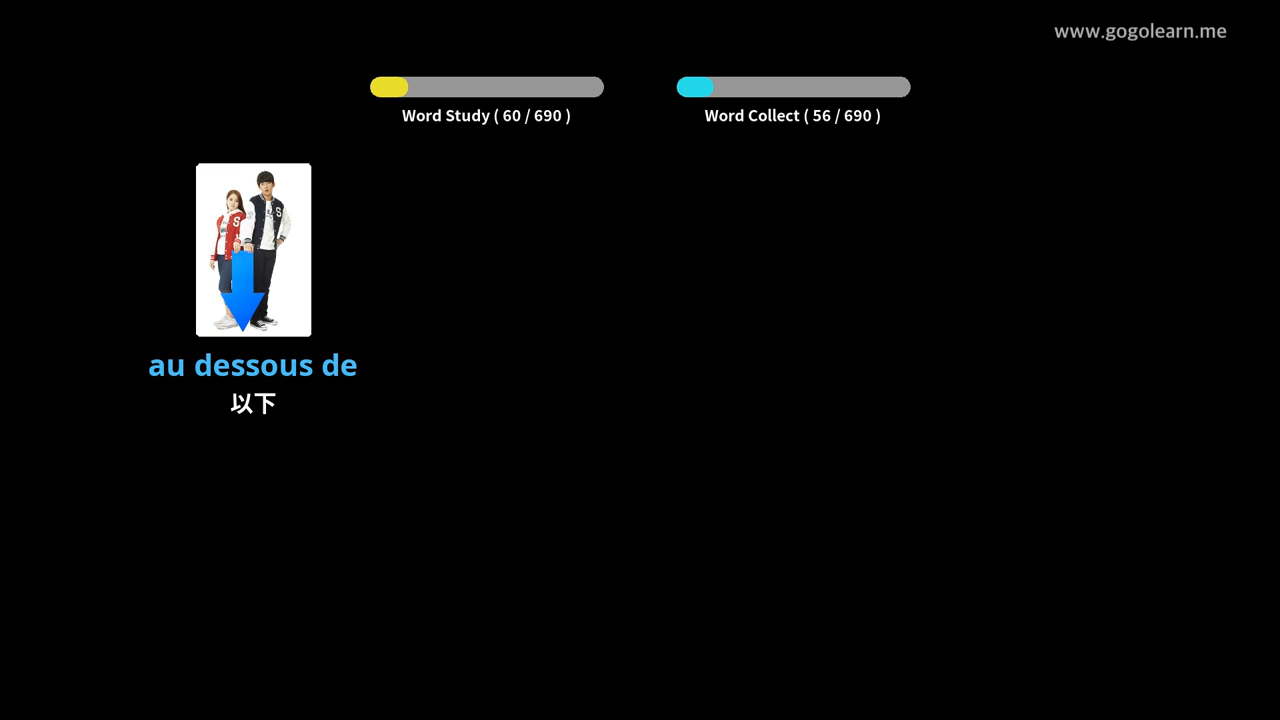 www.gogolearn.me
Word Study ( 60 / 690 )
Word Collect ( 56 / 690 )
S
S
au dessous de
以下